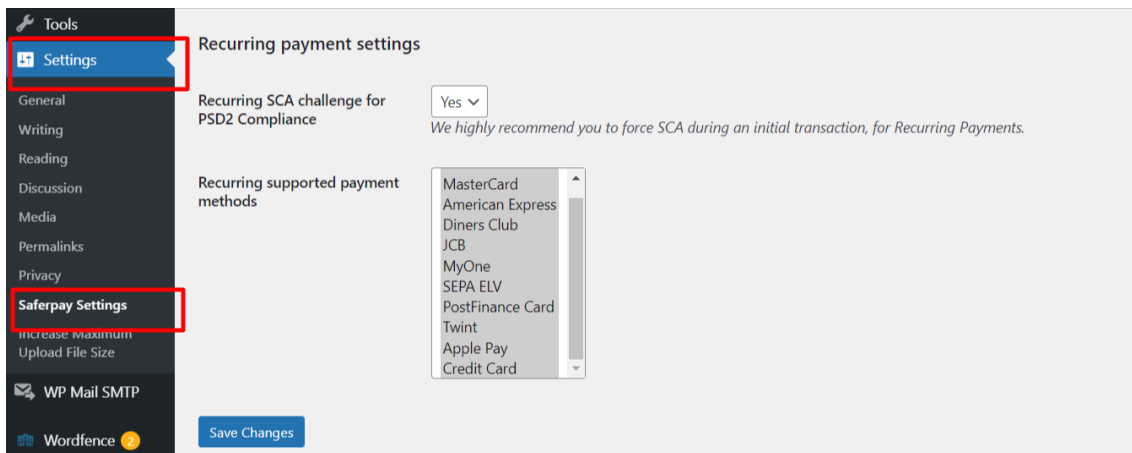 Tools
Settings
General
Writing
Reading
Discussion
Media
Permalinks
Privacy
Saferpay Settings
Increase Maximum
Upload File Size
WP Mail SMTP
Wordfence 2
Recurring payment settings
Recurring SCA challenge for
PSD2 Compliance
Yes
We highly recommend you to force SCA during an initial transaction, for Recurring Payments.
Recurring supported payment
methods
MasterCard
American Express
Diners Club
JCB
MyOne
SEPA ELV
PostFinance Card
Twint
Apple Pay
Credit Card
Save Changes